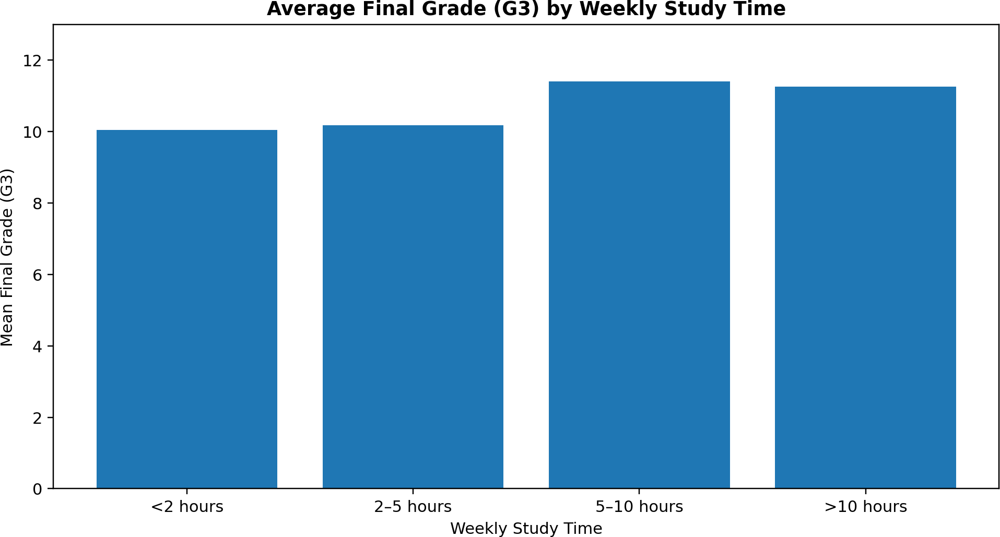 Average Final Grade (G3) by Weekly Study Time
Mean Final Grade (G3)
12
10
8
6
4
2
0
<2 hours
2–5 hours
5–10 hours
>10 hours
Weekly Study Time